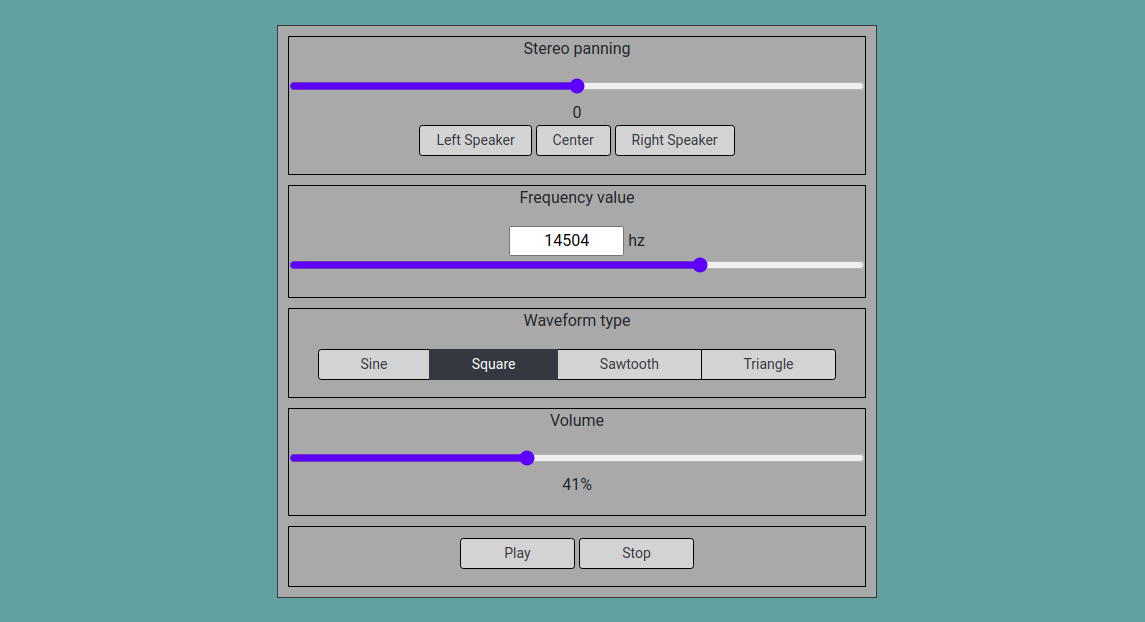 Stereo panning
0
Left Speaker Center Right Speaker
Frequency value
14504 hz
Waveform type
Sine Square Sawtooth Triangle
Volume
41%
Play Stop